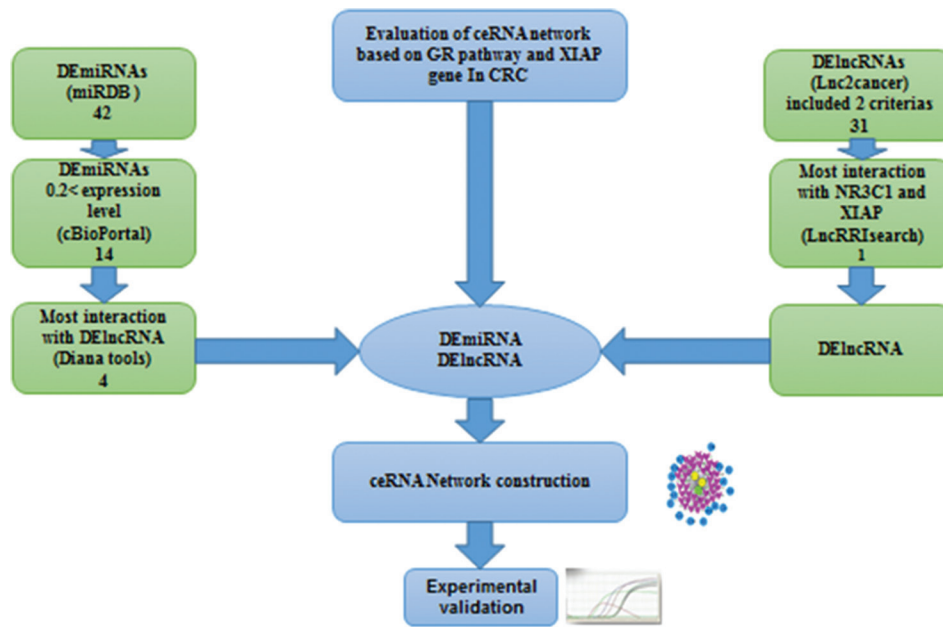 Evaluation of ceRNA network
based on GR pathway and XIAP
gene In CRC
DEmiRNAs
(miRDB )
42
DEmiRNAs
0.2< expression
level
(cBioPortal)
14
Most interaction
with DElncRNA
(Diana tools)
4
DElncRNAs
(Lnc2cancer)
included 2 criterias
31
Most interaction
with NR3C1 and
XIAP
(LncRRIsearch)
1
DElncRNA
DEmiRNA
DElncRNA
ceRNA Network construction
Experimental
validation